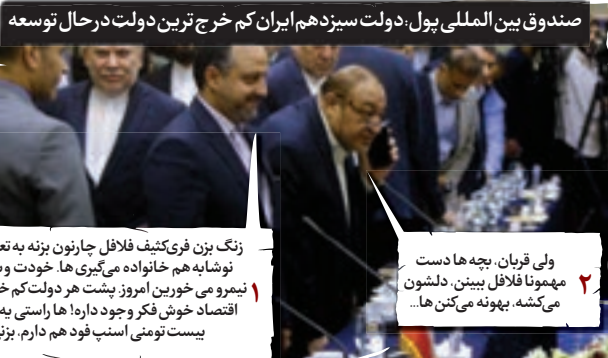 صندوق بین المللی پول: دولت سیزدهم ایران کم خرج ترین دولت درحال توسعه
۱
زنگ بزن فری‌کثیف فلافل چارنون بزنه به
نوشابه هم خانواده می‌گیری ها. خودت
نیمرو می خورین امروز. پشت هر دولت کم
اقتصاد خوش فکر وجود داره! ها راستی یه
بیست تومنی اسنپ فود هم دارم.
۲
ولی قربان، بچه ها دست
مهمونا فلافل ببینن، دلشون
می‌کشه، بهونه می‌کنن ها...